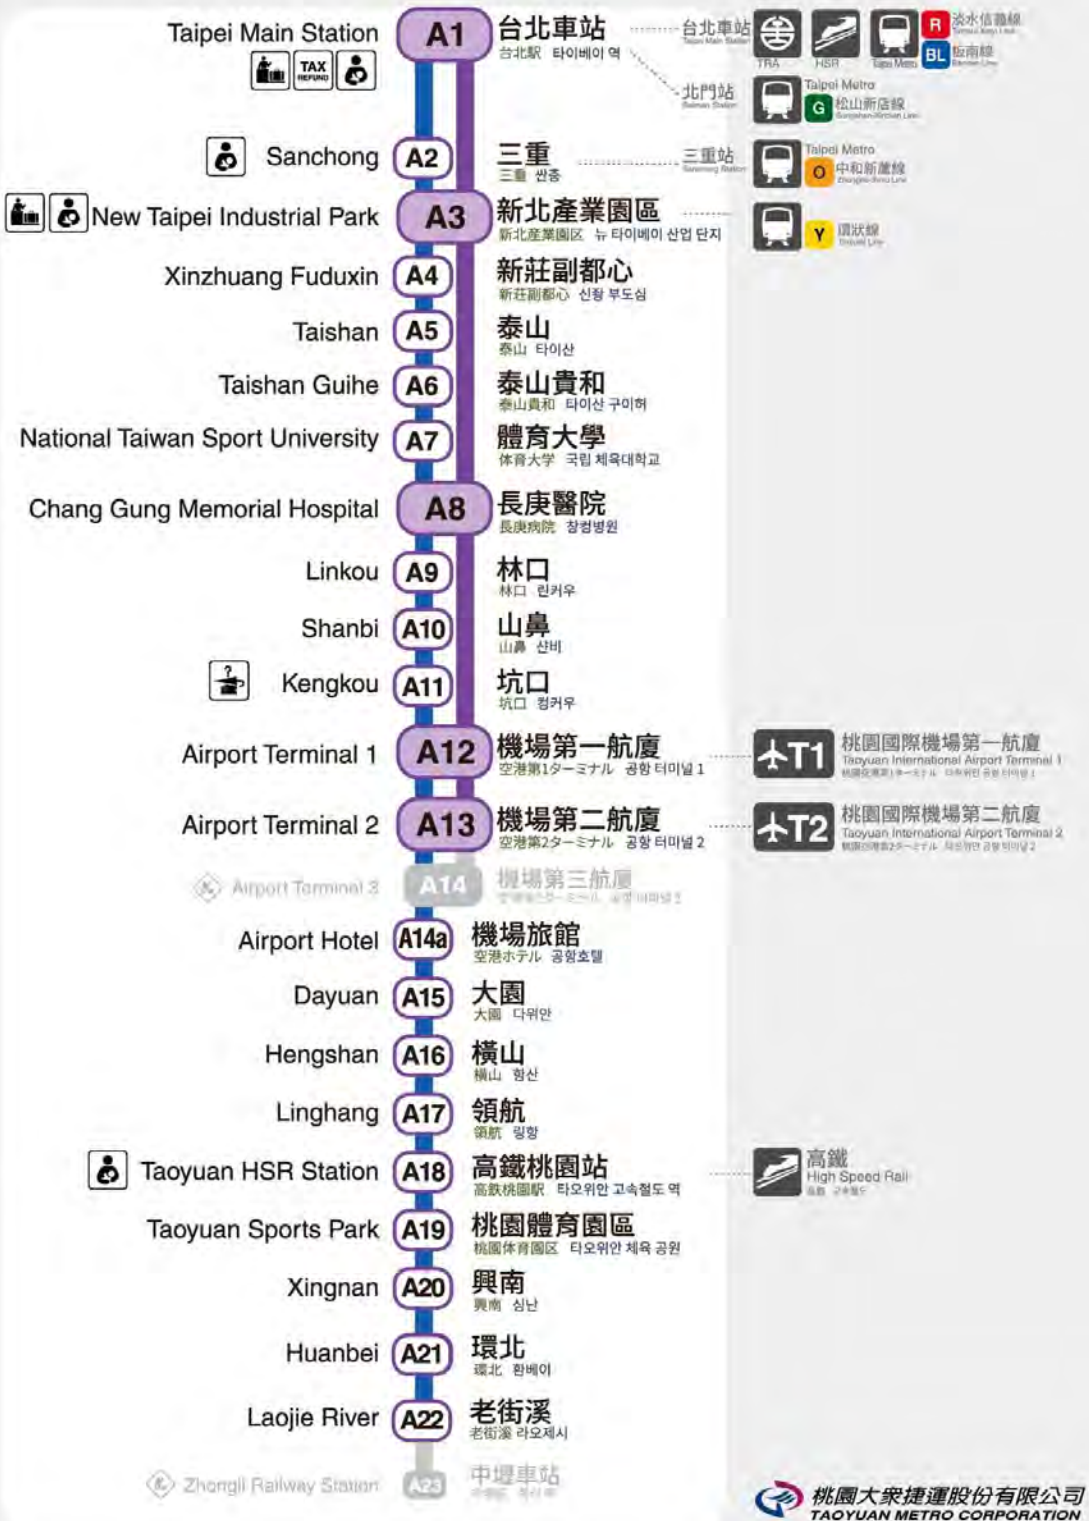 Taipei Main Station A1 台北車站
台北駅 타이베이 역
TAX
REFUND
台北車站
Taipei Main Station
TRA HSR Taipei Metro
R 淡水信義線
BL 板南線
北門站
Beimen Station
Taipei Metro
G 松山新店線
Songshan-Xindian Line
Sanchong A2 三重
三重 싼충
三重站
Sanchong Station
Taipei Metro
O 中和新蘆線
New Taipei Industrial Park A3 新北產業園區
新北産業園区 뉴 타이베이 산업 단지
Y 環狀線
Circular Line
Xinzhuang Fuduxin A4 新莊副都心
新荘副都心 신좡 부도심
Taishan A5 泰山
泰山 타이산
Taishan Guihe A6 泰山貴和
泰山貴和 타이산 구이허
National Taiwan Sport University A7 體育大學
体育大学 국립 체육대학교
Chang Gung Memorial Hospital A8 長庚醫院
長庚病院 창겅병원
Linkou A9 林口
林口 린커우
Shanbi A10 山鼻
山鼻 샨비
?
Kengkou A11 坑口
坑口 컹커우
Airport Terminal 1 A12 機場第一航廈
空港第1ターミナル 공항 터미널 1
T1 桃園國際機場第一航廈
Taoyuan International Airport Terminal 1
Airport Terminal 2 A13 機場第二航廈
空港第2ターミナル 공항 터미널 2
T2 桃園國際機場第二航廈
Taoyuan International Airport Terminal 2
Airport Terminal 3 A14 機場第三航廈
Airport Hotel A14a 機場旅館
空港ホテル 공항호텔
Dayuan A15 大園
大園 다위안
Hengshan A16 橫山
横山 헝산
Linghang A17 領航
領航 링항
Taoyuan HSR Station A18 高鐵桃園站
高鉄桃園駅 타오위안 고속철도 역
高鐵
High Speed Rail
高鉄 고속철도
Taoyuan Sports Park A19 桃園體育園區
桃園体育園区 타오위안 체육 공원
Xingnan A20 興南
興南 싱난
Huanbei A21 環北
環北 환베이
Laojie River A22 老街溪
老街溪 라오제시
Zhongli Railway Station A23 中壢車站
桃園大眾捷運股份有限公司
TAOYUAN METRO CORPORATION